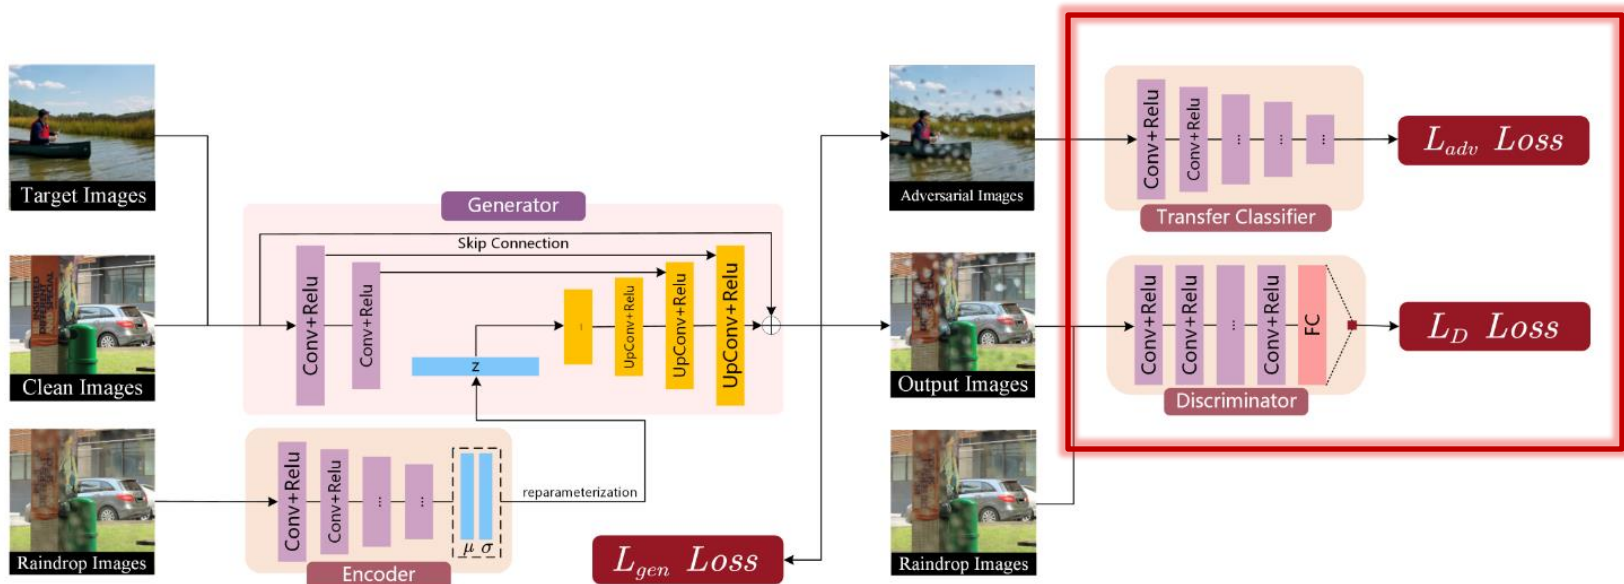 Target Images
Clean Images
Raindrop Images
Generator
Skip Connection
Conv+Relu
Conv+Relu
z
...
UpConv+Relu
UpConv+Relu
UpConv+Relu
Conv+Relu
Conv+Relu
...
...
μ σ
reparameterization
Encoder
L_gen Loss
Adversarial Images
Output Images
Raindrop Images
Conv+Relu
Conv+Relu
...
...
...
Transfer Classifier
L_adv Loss
Conv+Relu
Conv+Relu
...
Conv+Relu
FC
Discriminator
L_D Loss